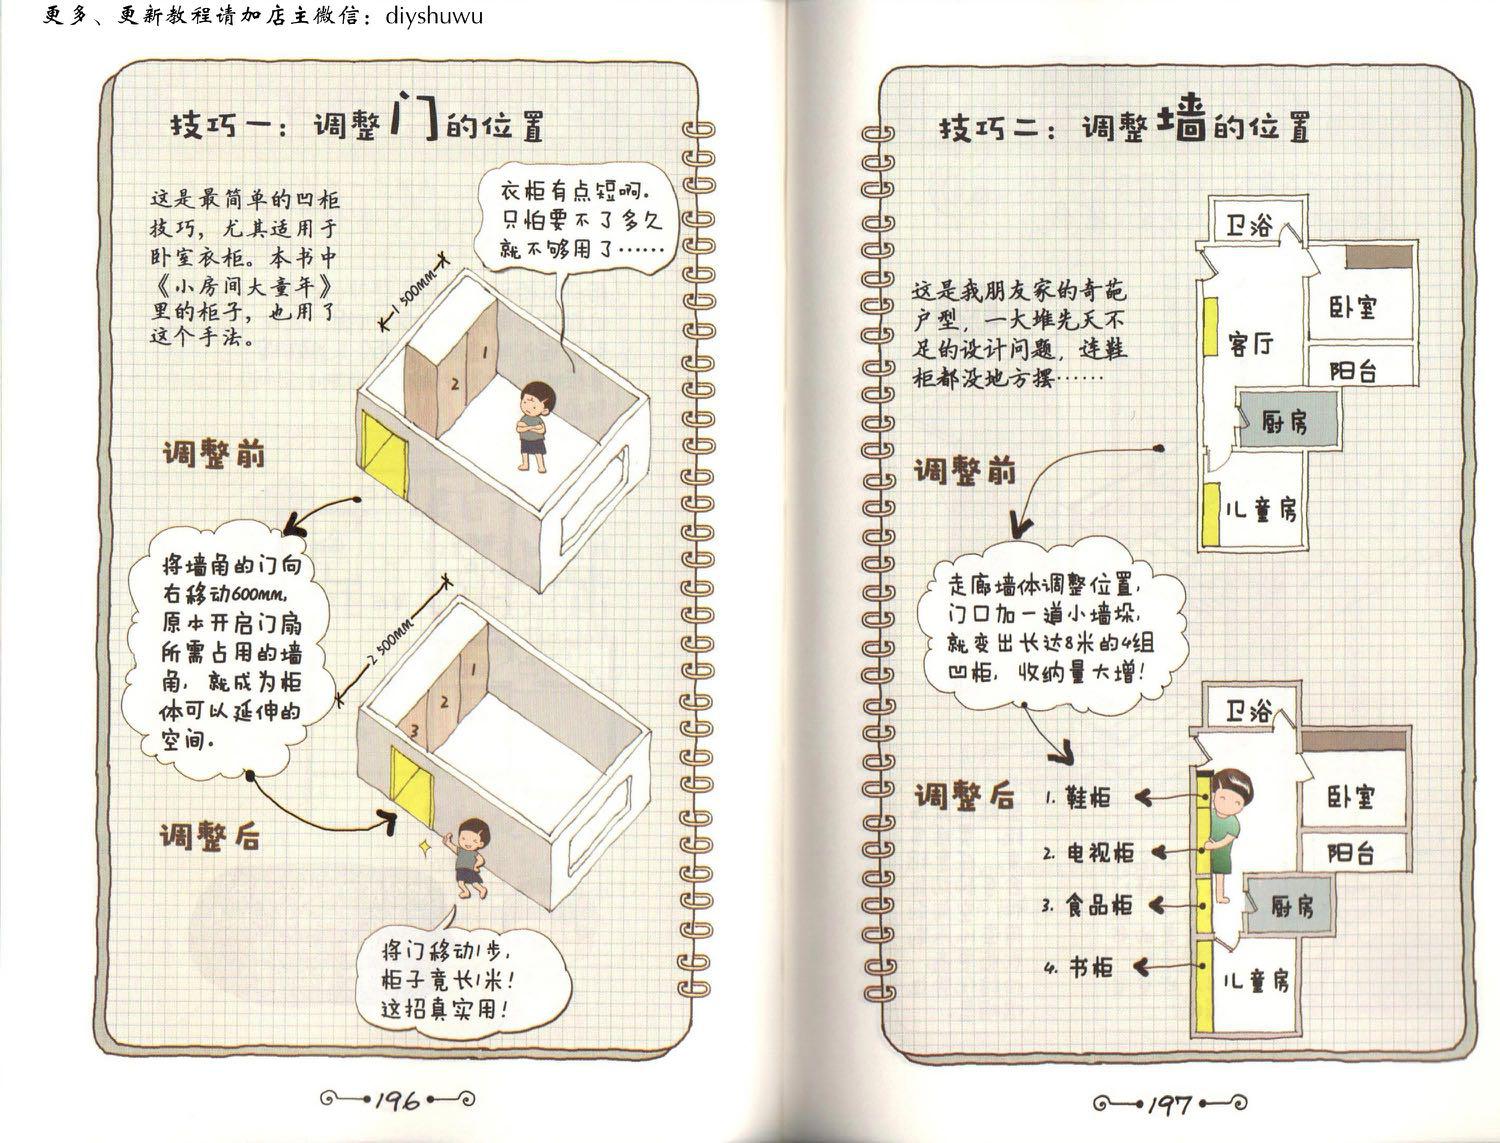 更多、更新教程请加店主微信：diyshuwu
技巧一：调整门的位置
这是最简单的凹柜
技巧，尤其适用于
卧室衣柜。本书中
《小房间大童年》
里的柜子，也用了
这个手法。
衣柜有点短啊.
只怕要不了多久
就不够用了……
1 500mm
1
2
调整前
将墙角的门向
右移动600mm,
原本开启门扇
所需占用的墙
角，就成为柜
体可以延伸的
空间.
2 500mm
1
2
3
调整后
将门移动1步,
柜子竟长1米!
这招真实用!
196
技巧二：调整墙的位置
这是我朋友家的奇葩
户型，一大堆先天不
足的设计问题，连鞋
柜都没地方摆……
卫浴
卧室
客厅
阳台
厨房
儿童房
调整前
走廊墙体调整位置,
门口加一道小墙垛,
就变出长达8米的4组
凹柜，收纳量大增!
调整后
1. 鞋柜
2. 电视柜
3. 食品柜
4. 书柜
卫浴
卧室
阳台
厨房
儿童房
197